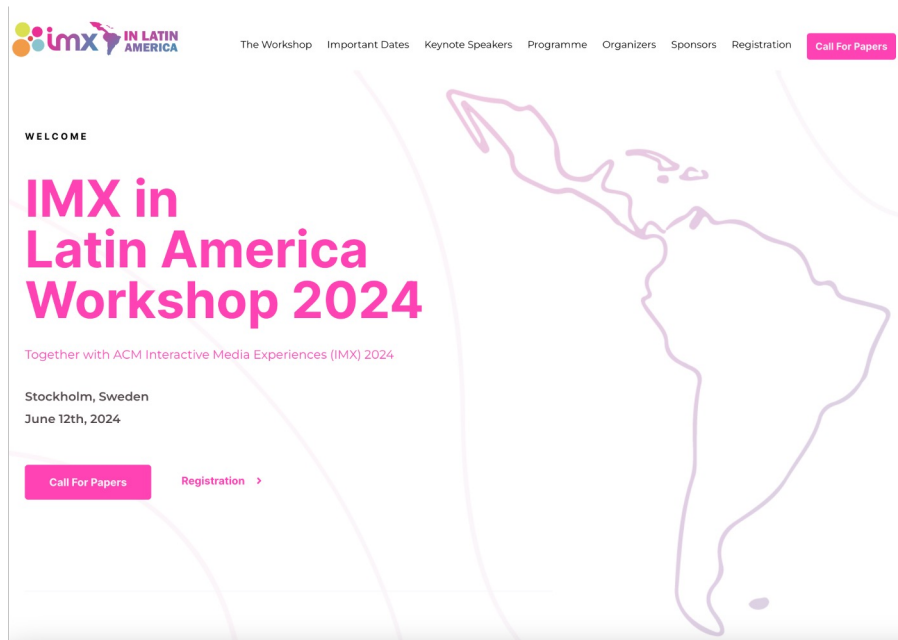 imx IN LATIN
AMERICA
The Workshop Important Dates Keynote Speakers Programme Organizers Sponsors Registration Call For Papers
WELCOME
IMX in
Latin America
Workshop 2024
Together with ACM Interactive Media Experiences (IMX) 2024
Stockholm, Sweden
June 12th, 2024
Call For Papers Registration >